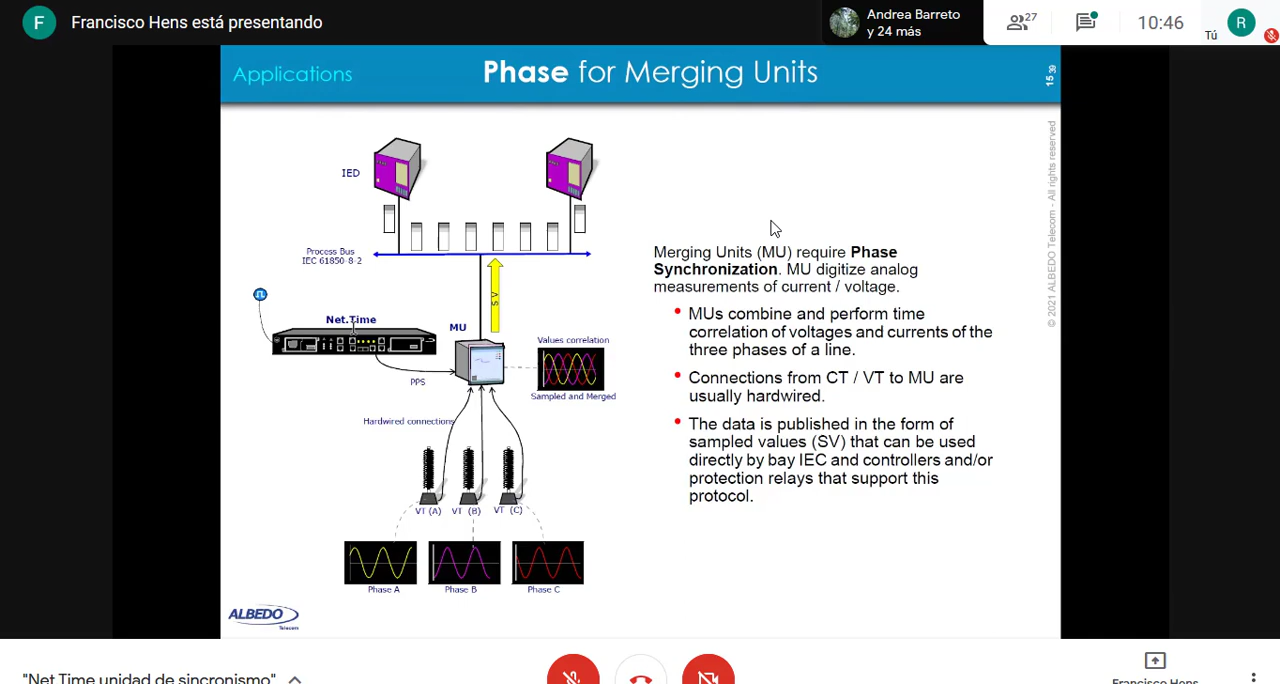 F
Francisco Hens está presentando
Andrea Barreto
y 24 más
27
10:46
Tú
R
Applications
Phase for Merging Units
15
39
© 2021 ALBEDO Telecom - All rights reserved
IED
Process Bus
IEC 61850-8-2
Net.Time
PPS
MU
SV
Values correlation
Sampled and Merged
Hardwired connections
VT (A)
VT (B)
VT (C)
Phase A
Phase B
Phase C
Merging Units (MU) require Phase
Synchronization. MU digitize analog
measurements of current / voltage.
• MUs combine and perform time
correlation of voltages and currents of the
three phases of a line.
• Connections from CT / VT to MU are
usually hardwired.
• The data is published in the form of
sampled values (SV) that can be used
directly by bay IEC and controllers and/or
protection relays that support this
protocol.
ALBEDO
Telecom
"Net Time unidad de sincronismo"
Francisco Hens